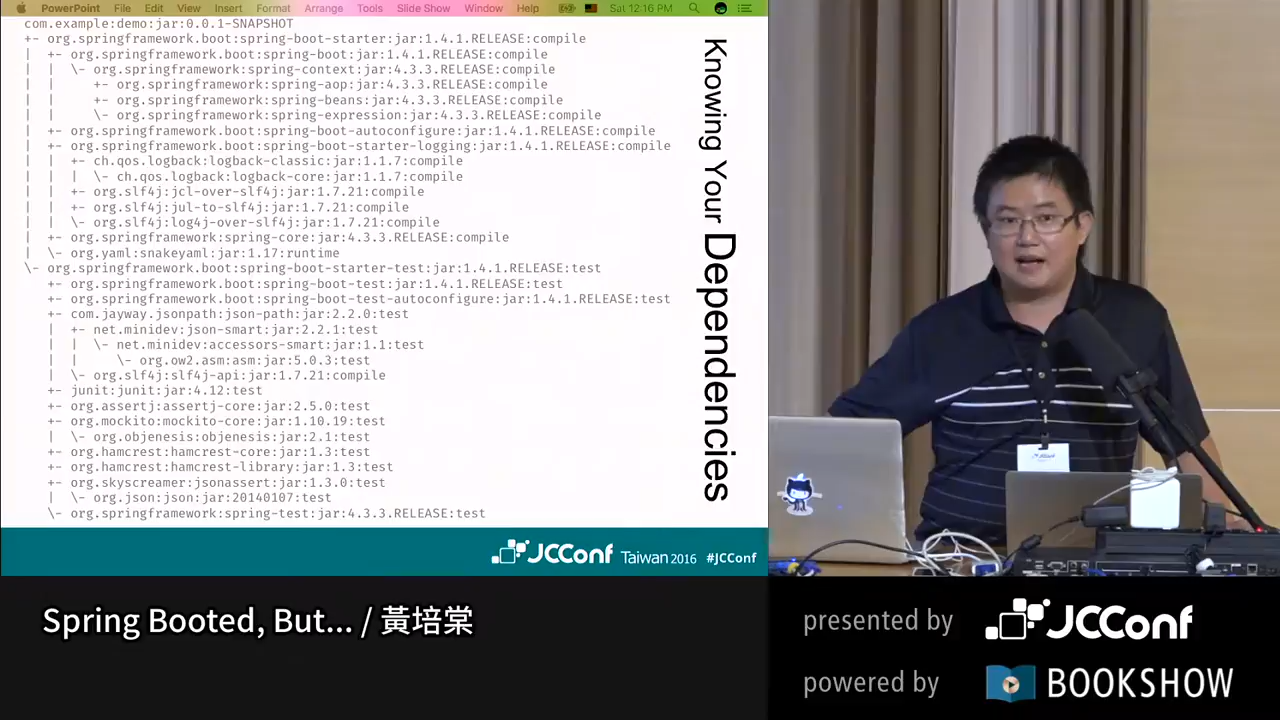 PowerPoint File Edit View Insert Format Arrange Tools Slide Show Window Help Sat 12:16 PM
com.example:demo:jar:0.0.1-SNAPSHOT
+- org.springframework.boot:spring-boot-starter:jar:1.4.1.RELEASE:compile
|  +- org.springframework.boot:spring-boot:jar:1.4.1.RELEASE:compile
|  |  \- org.springframework:spring-context:jar:4.3.3.RELEASE:compile
|  |     +- org.springframework:spring-aop:jar:4.3.3.RELEASE:compile
|  |     +- org.springframework:spring-beans:jar:4.3.3.RELEASE:compile
|  |     \- org.springframework:spring-expression:jar:4.3.3.RELEASE:compile
|  +- org.springframework.boot:spring-boot-autoconfigure:jar:1.4.1.RELEASE:compile
|  +- org.springframework.boot:spring-boot-starter-logging:jar:1.4.1.RELEASE:compile
|  |  +- ch.qos.logback:logback-classic:jar:1.1.7:compile
|  |  |  \- ch.qos.logback:logback-core:jar:1.1.7:compile
|  |  +- org.slf4j:jcl-over-slf4j:jar:1.7.21:compile
|  |  +- org.slf4j:jul-to-slf4j:jar:1.7.21:compile
|  |  \- org.slf4j:log4j-over-slf4j:jar:1.7.21:compile
|  +- org.springframework:spring-core:jar:4.3.3.RELEASE:compile
|  \- org.yaml:snakeyaml:jar:1.17:runtime
\- org.springframework.boot:spring-boot-starter-test:jar:1.4.1.RELEASE:test
   +- org.springframework.boot:spring-boot-test:jar:1.4.1.RELEASE:test
   +- org.springframework.boot:spring-boot-test-autoconfigure:jar:1.4.1.RELEASE:test
   +- com.jayway.jsonpath:json-path:jar:2.2.0:test
   |  +- net.minidev:json-smart:jar:2.2.1:test
   |  |  \- net.minidev:accessors-smart:jar:1.1:test
   |  |     \- org.ow2.asm:asm:jar:5.0.3:test
   |  \- org.slf4j:slf4j-api:jar:1.7.21:compile
   +- junit:junit:jar:4.12:test
   +- org.assertj:assertj-core:jar:2.5.0:test
   +- org.mockito:mockito-core:jar:1.10.19:test
   |  \- org.objenesis:objenesis:jar:2.1:test
   +- org.hamcrest:hamcrest-core:jar:1.3:test
   +- org.hamcrest:hamcrest-library:jar:1.3:test
   +- org.skyscreamer:jsonassert:jar:1.3.0:test
   |  \- org.json:json:jar:20140107:test
   \- org.springframework:spring-test:jar:4.3.3.RELEASE:test
Knowing Your Dependencies
JCConf Taiwan 2016 #JCConf
Spring Booted, But... / 黃培棠
presented by JCConf
powered by BOOKSHOW